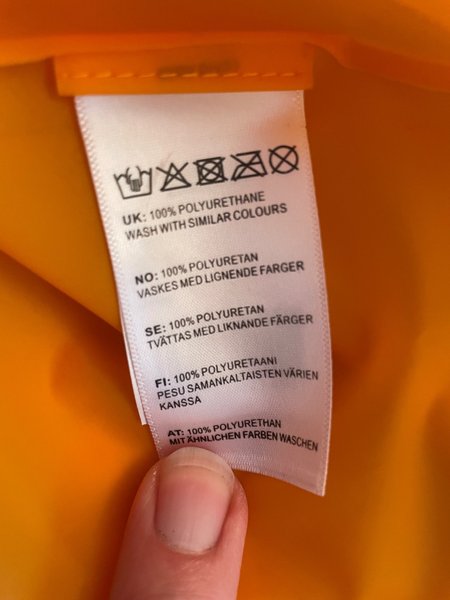 UK: 100% POLYURETHANE
WASH WITH SIMILAR COLOURS
NO: 100% POLYURETAN
VASKES MED LIGNENDE FARGER
SE: 100% POLYURETAN
TVÄTTAS MED LIKNANDE FÄRGER
FI: 100% POLYURETAANI
PESU SAMANKALTAISTEN VÄRIEN
KANSSA
AT: 100% POLYURETHAN
MIT ÄHNLICHEN FARBEN WASCHEN